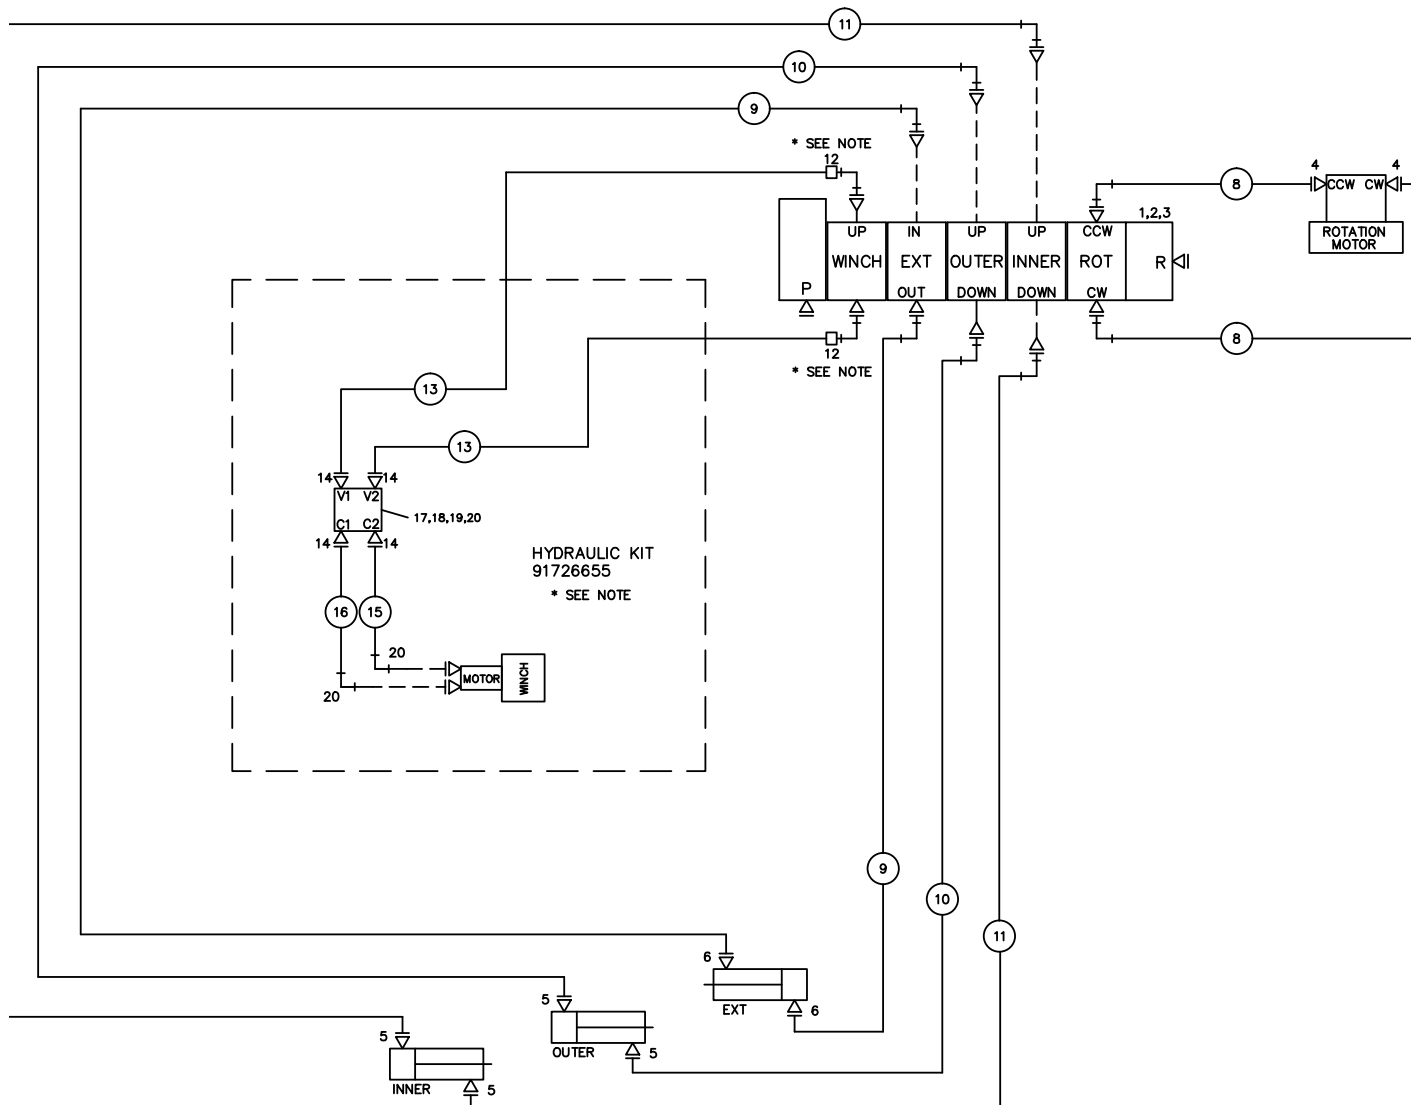 11
10
9
* SEE NOTE
12
8
4
4
CCW CW
ROTATION
MOTOR
1,2,3
UP
IN
UP
UP
CCW
WINCH
EXT
OUTER
INNER
ROT
R
P
OUT
DOWN
DOWN
CW
12
* SEE NOTE
8
13
13
14
14
V1 V2
C1 C2
17,18,19,20
14
14
HYDRAULIC KIT
91726655
* SEE NOTE
16
15
20
20
MOTOR
WINCH
9
10
11
6
EXT
6
5
OUTER
5
5
INNER
5